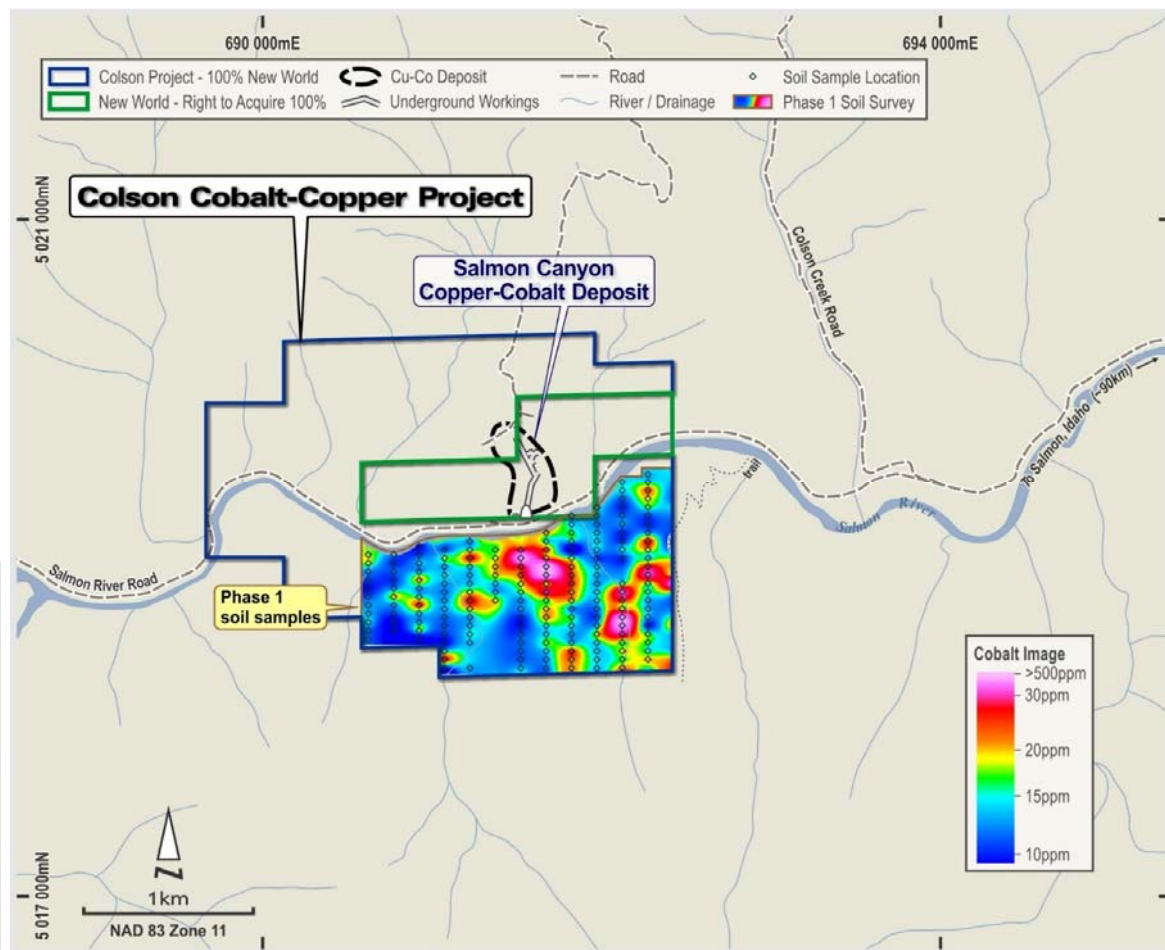 690 000mE
694 000mE
Colson Project - 100% New World
Cu-Co Deposit
Road
Soil Sample Location
New World - Right to Acquire 100%
Underground Workings
River / Drainage
Phase 1 Soil Survey
5 021 000mN
Colson Cobalt-Copper Project
Salmon Canyon
Copper-Cobalt Deposit
Colson Creek Road
To Salmon, Idaho (~90km)
trail
Salmon River
Salmon River Road
Phase 1
soil samples
Cobalt Image
>500ppm
30ppm
20ppm
15ppm
10ppm
5 017 000mN
N
1km
NAD 83 Zone 11